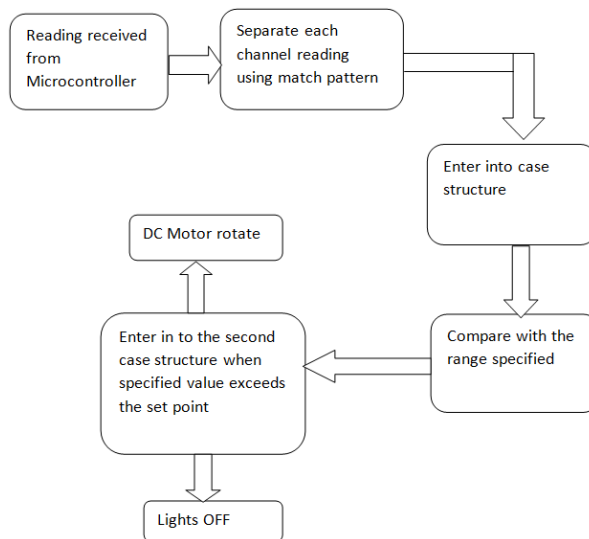 Reading received
from
Microcontroller
Separate each
channel reading
using match pattern
Enter into case
structure
Compare with the
range specified
Enter in to the second
case structure when
specified value exceeds
the set point
DC Motor rotate
Lights OFF